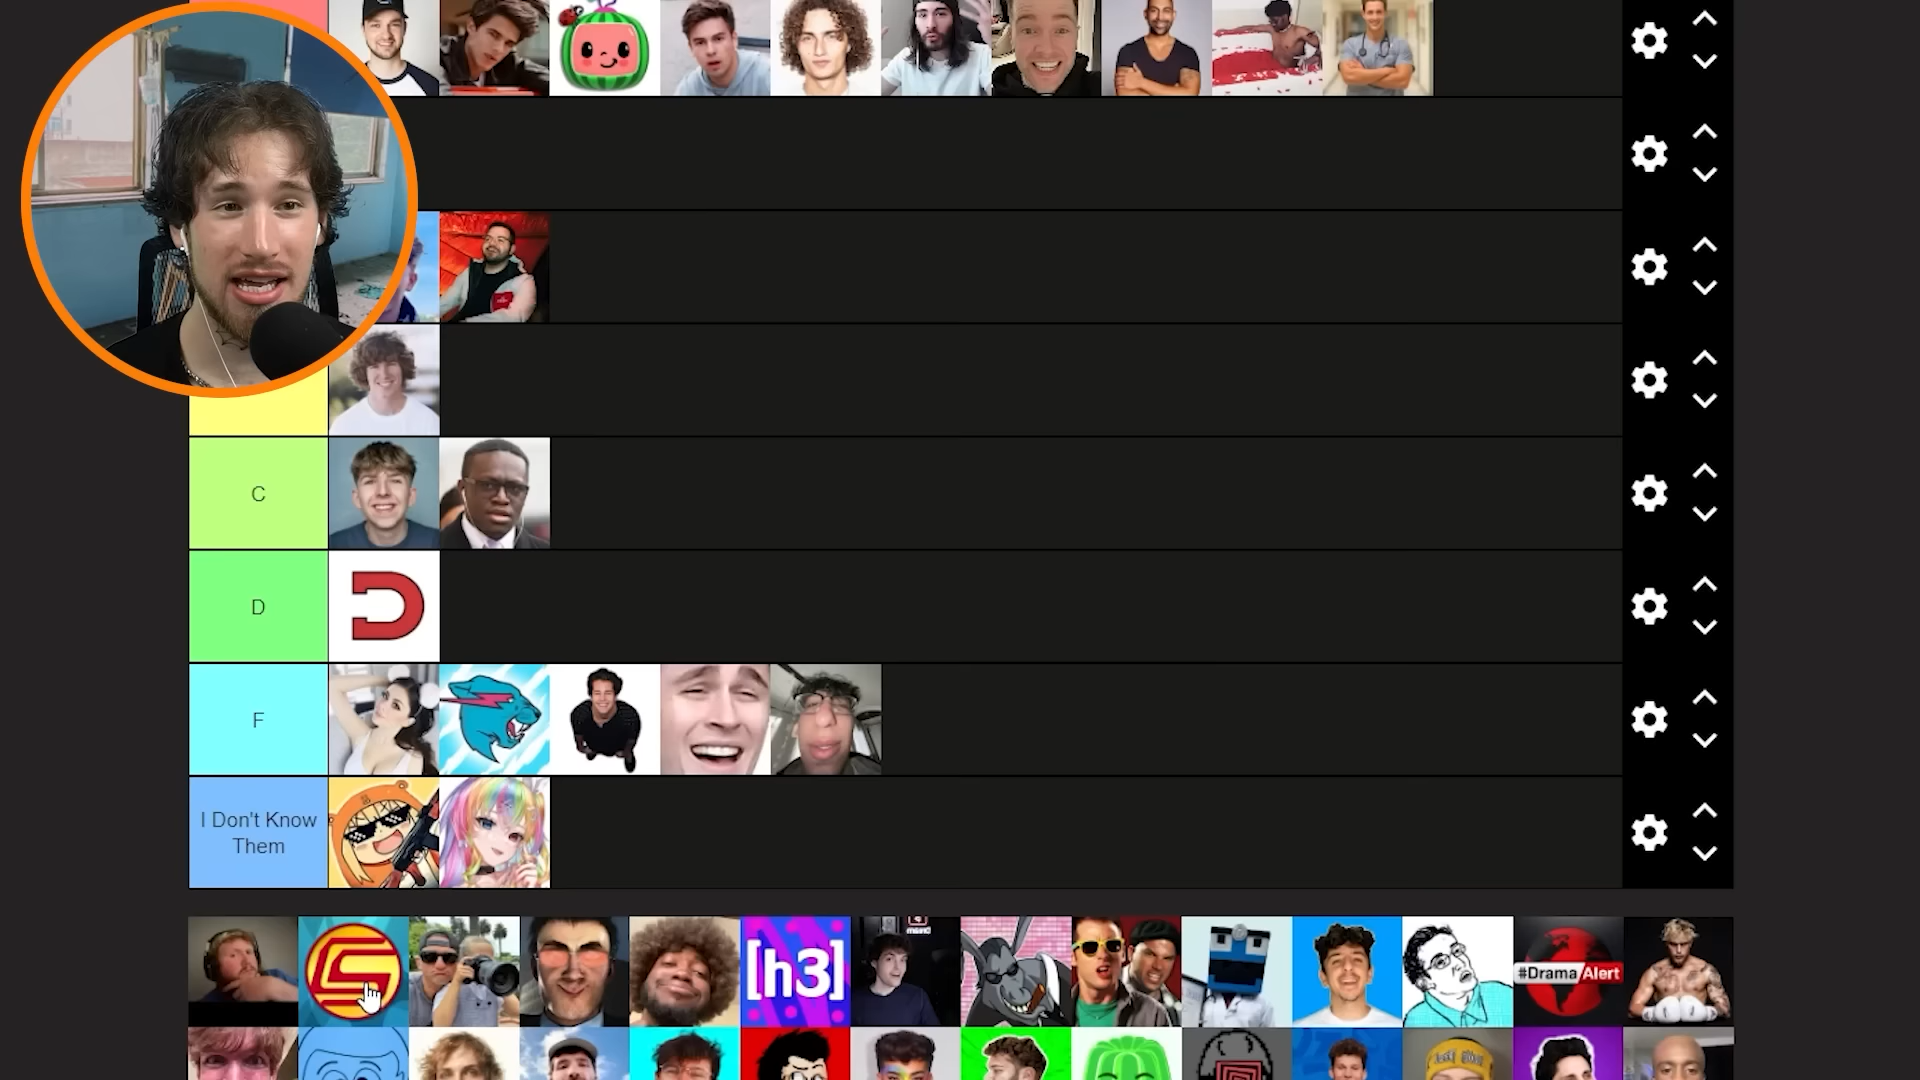 C
D
F
I Don't Know
Them
[h3]
#DramaAlert